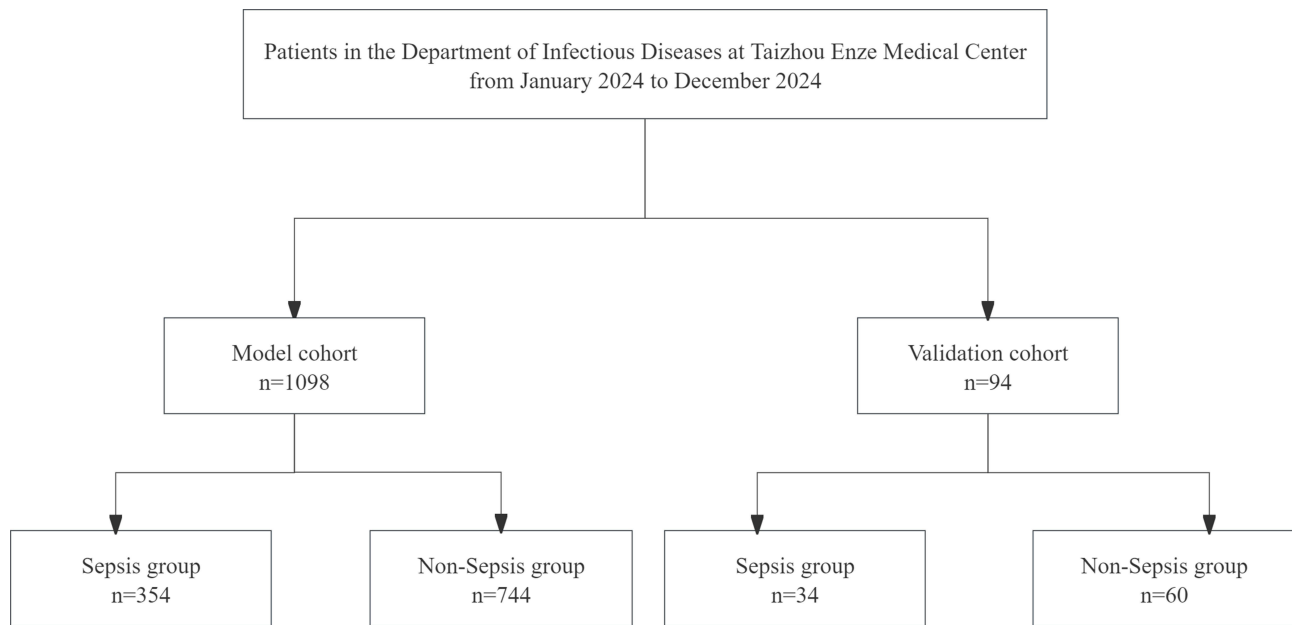 Patients in the Department of Infectious Diseases at Taizhou Enze Medical Center
from January 2024 to December 2024
Model cohort
n=1098
Validation cohort
n=94
Sepsis group
n=354
Non-Sepsis group
n=744
Sepsis group
n=34
Non-Sepsis group
n=60